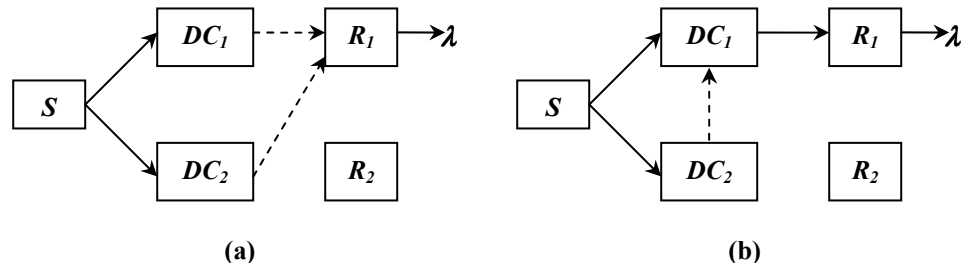 DC₁ R₁ λ DC₁ R₁ λ
S S
DC₂ R₂ DC₂ R₂
(a) (b)